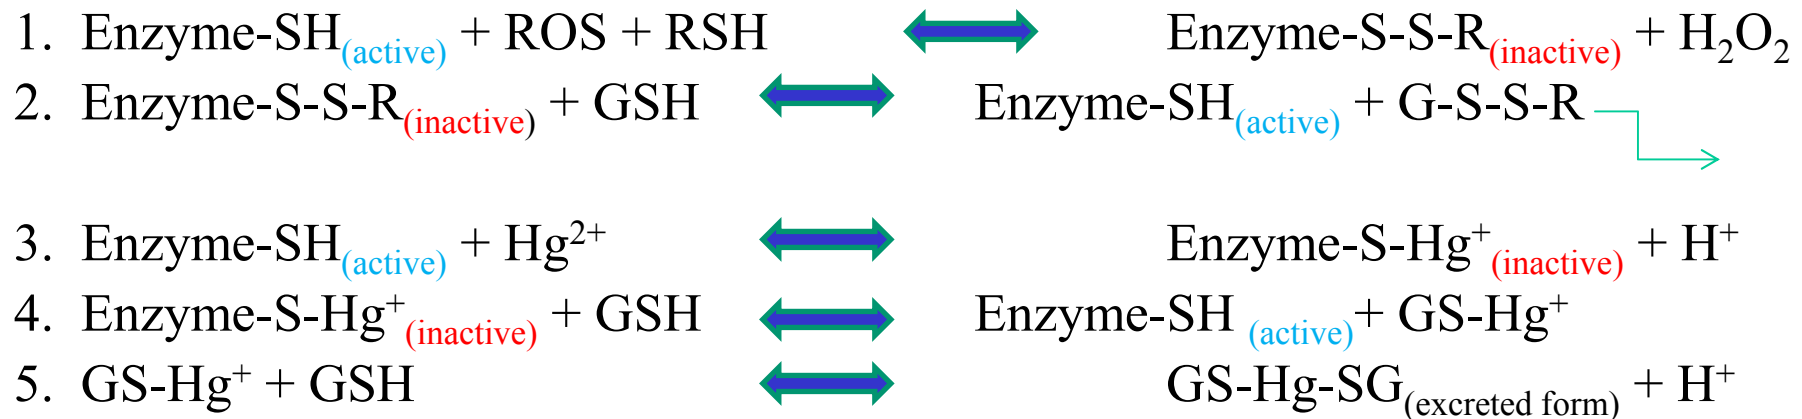 1. Enzyme-SH(active) + ROS + RSH Enzyme-S-S-R(inactive) + H₂O₂
2. Enzyme-S-S-R(inactive) + GSH Enzyme-SH(active) + G-S-S-R
3. Enzyme-SH(active) + Hg²⁺ Enzyme-S-Hg⁺(inactive) + H⁺
4. Enzyme-S-Hg⁺(inactive) + GSH Enzyme-SH (active)+ GS-Hg⁺
5. GS-Hg⁺ + GSH GS-Hg-SG(excreted form) + H⁺